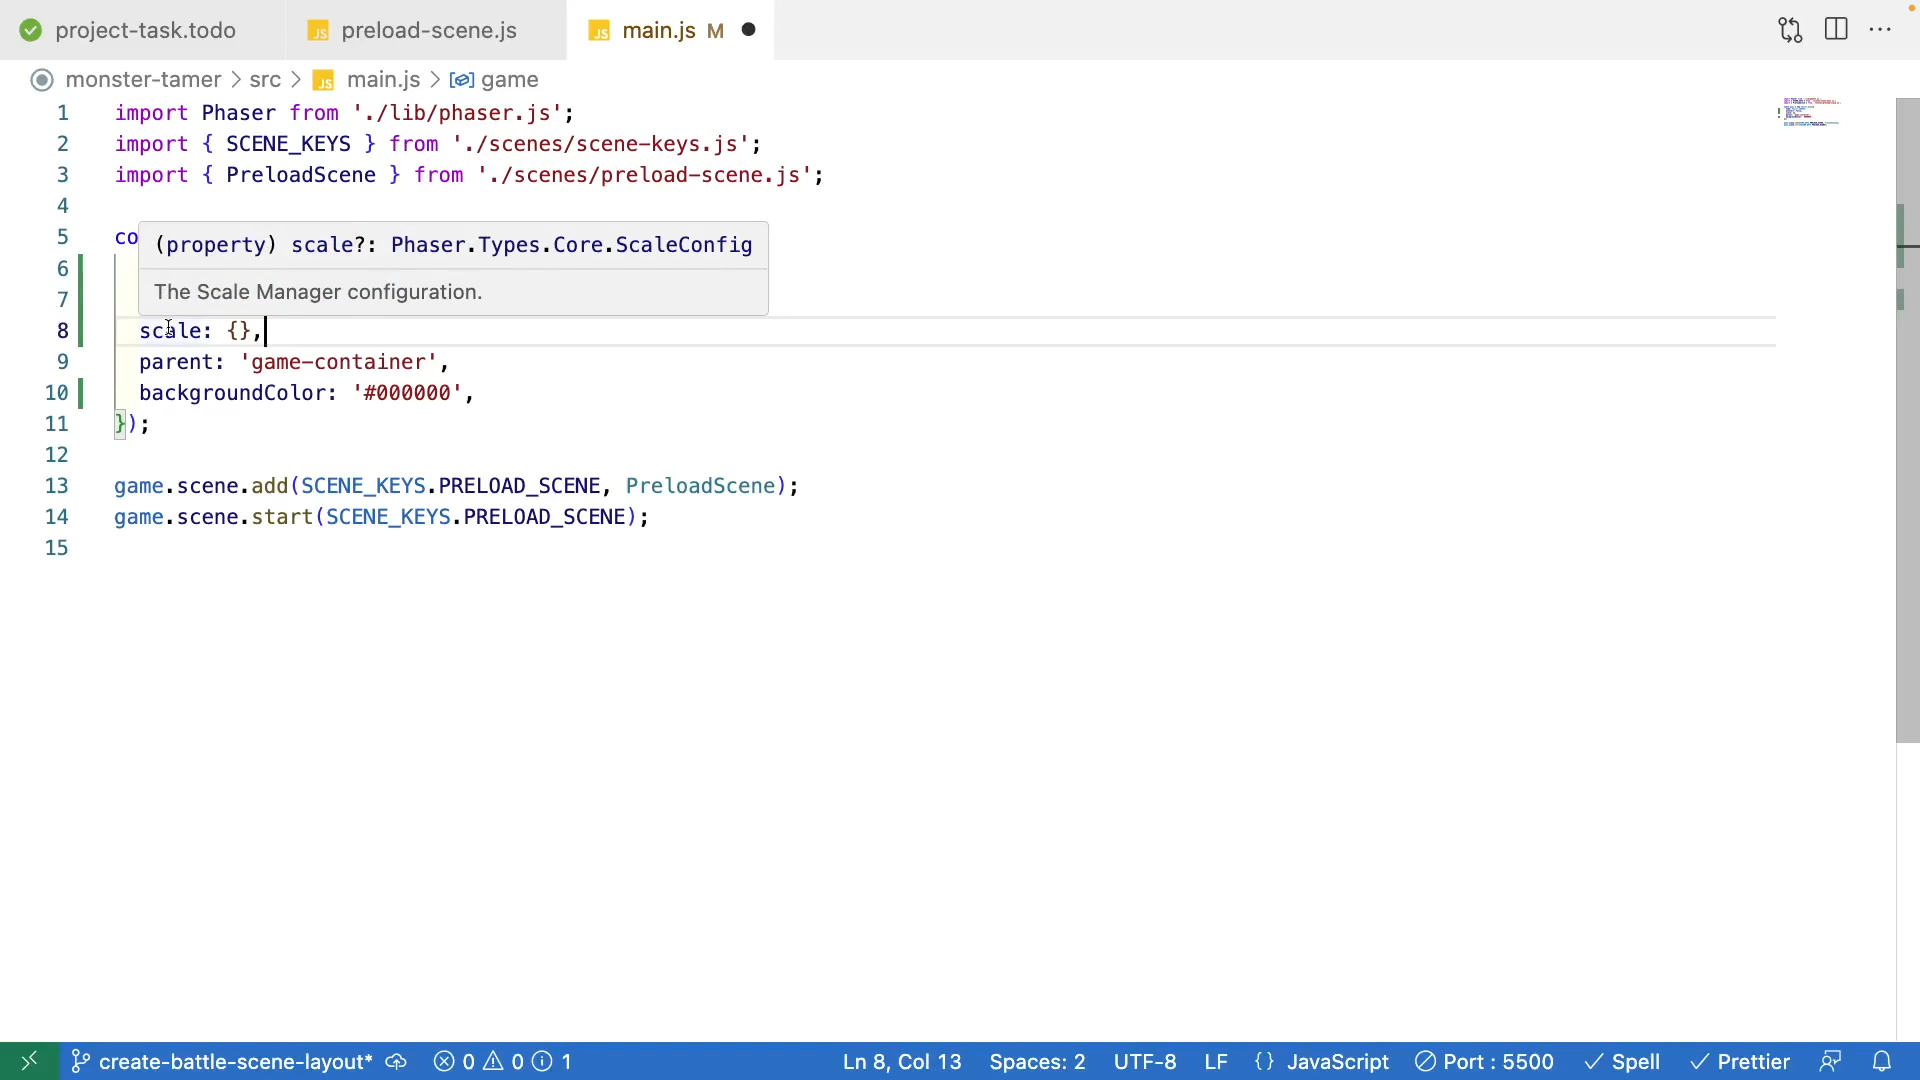 project-task.todo
JS preload-scene.js
JS main.js M
monster-tamer > src > JS main.js > game
1 import Phaser from './lib/phaser.js';
2 import { SCENE_KEYS } from './scenes/scene-keys.js';
3 import { PreloadScene } from './scenes/preload-scene.js';
4
5 co
(property) scale?: Phaser.Types.Core.ScaleConfig
6
7
The Scale Manager configuration.
8 scale: {},
9 parent: 'game-container',
10 backgroundColor: '#000000',
11 });
12
13 game.scene.add(SCENE_KEYS.PRELOAD_SCENE, PreloadScene);
14 game.scene.start(SCENE_KEYS.PRELOAD_SCENE);
15
create-battle-scene-layout* 0 0 1 Ln 8, Col 13 Spaces: 2 UTF-8 LF {} JavaScript Port : 5500 Spell Prettier